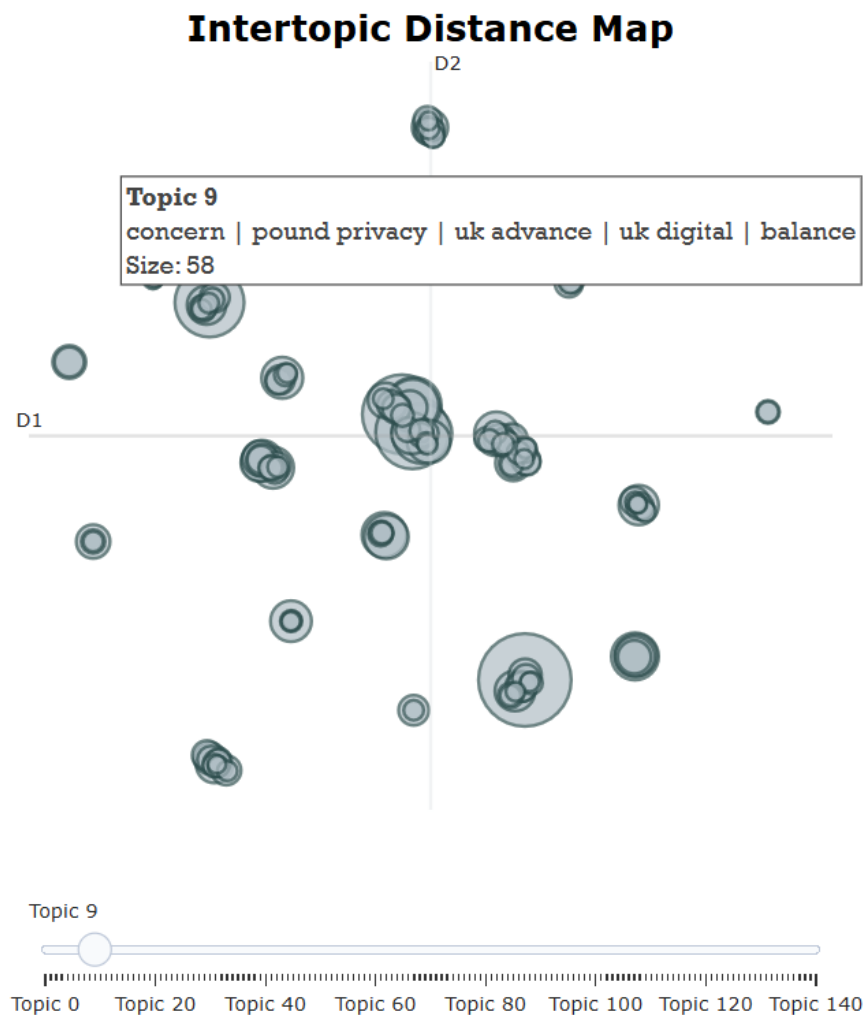 Intertopic Distance Map
D2
Topic 9
concern | pound privacy | uk advance | uk digital | balance
Size: 58
D1
Topic 9
Topic 0 Topic 20 Topic 40 Topic 60 Topic 80 Topic 100 Topic 120 Topic 140